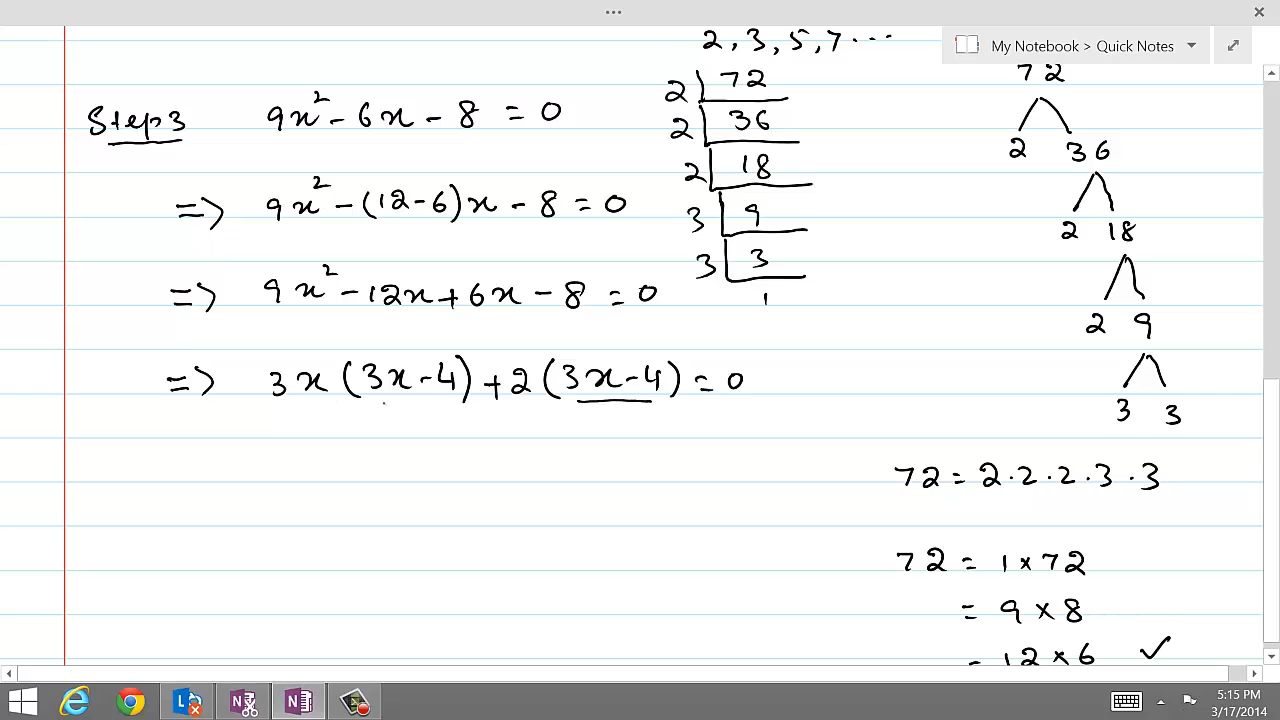 My Notebook > Quick Notes
2, 3, 5, 7 ...
Step 3 9x² - 6x - 8 = 0
=> 9x² - (12-6)x - 8 = 0
=> 9x² - 12x + 6x - 8 = 0
=> 3x (3x - 4) + 2 (3x - 4) = 0
2 72
2 36
2 18
3 9
3 3
1
72
2 36
2 18
2 9
3 3
72 = 2 · 2 · 2 · 3 · 3
72 = 1 × 72
= 9 × 8
= 12 × 6 ✓
5:15 PM
3/17/2014